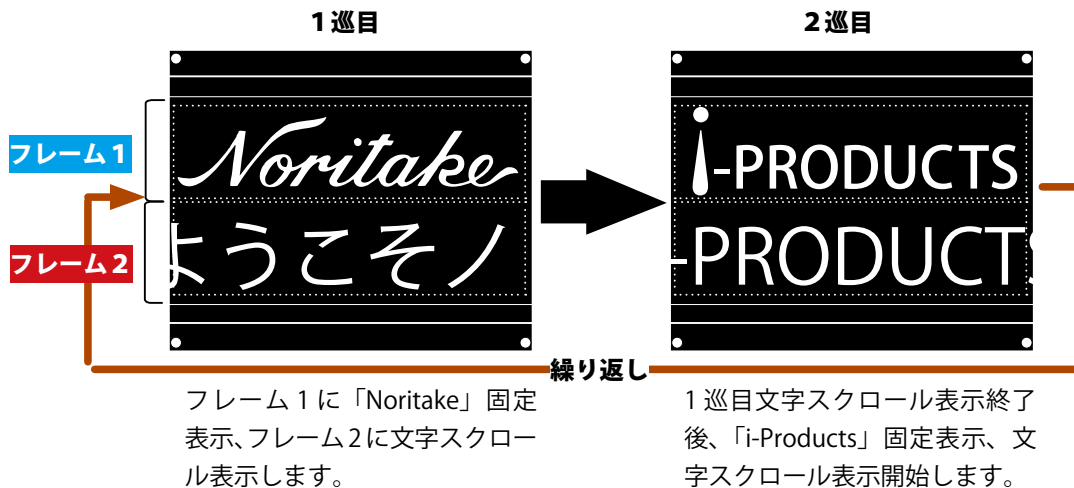 1巡目
2巡目
フレーム1
Noritake
i-PRODUCTS
フレーム2
ようこそノ
-PRODUCTS
繰り返し
フレーム 1 に「Noritake」固定
表示、フレーム2に文字スクロー
ル表示します。
1 巡目文字スクロール表示終了
後、「i-Products」固定表示、文
字スクロール表示開始します。